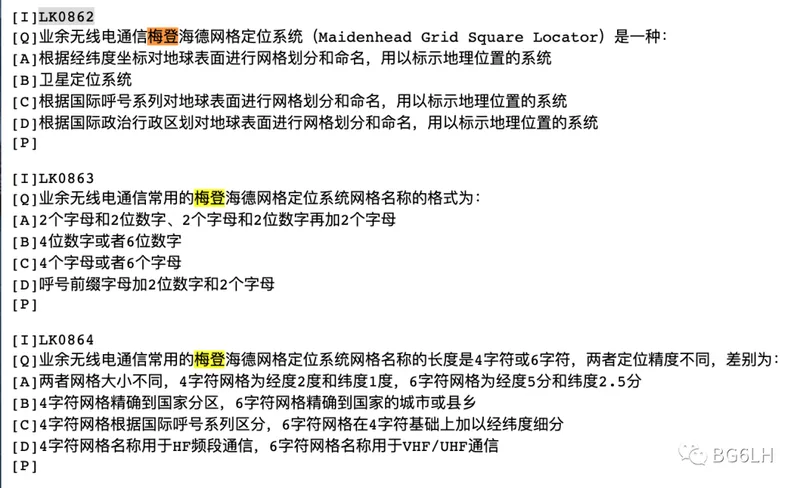 [I]LK0862
[Q]业余无线电通信梅登海德网格定位系统（Maidenhead Grid Square Locator）是一种：
[A]根据经纬度坐标对地球表面进行网格划分和命名，用以标示地理位置的系统
[B]卫星定位系统
[C]根据国际呼号系列对地球表面进行网格划分和命名，用以标示地理位置的系统
[D]根据国际政治行政区划对地球表面进行网格划分和命名，用以标示地理位置的系统
[P]
[I]LK0863
[Q]业余无线电通信常用的梅登海德网格定位系统网格名称的格式为：
[A]2个字母和2位数字、2个字母和2位数字再加2个字母
[B]4位数字或者6位数字
[C]4个字母或者6个字母
[D]呼号前缀字母加2位数字和2个字母
[P]
[I]LK0864
[Q]业余无线电通信常用的梅登海德网格定位系统网格名称的长度是4字符或6字符，两者定位精度不同，差别为：
[A]两者网格大小不同，4字符网格为经度2度和纬度1度，6字符网格为经度5分和纬度2.5分
[B]4字符网格精确到国家分区，6字符网格精确到国家的城市或县乡
[C]4字符网格根据国际呼号系列区分，6字符网格在4字符基础上加以经纬度细分
[D]4字符网格名称用于HF频段通信，6字符网格名称用于VHF/UHF通信
[P]
BG6LH